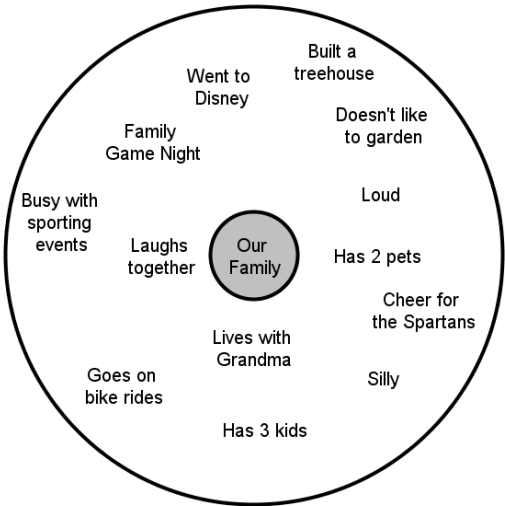 Built a
treehouse
Went to
Disney
Doesn't like
to garden
Family
Game Night
Loud
Busy with
sporting
events
Laughs
together
Our
Family
Has 2 pets
Cheer for
the Spartans
Lives with
Grandma
Silly
Goes on
bike rides
Has 3 kids